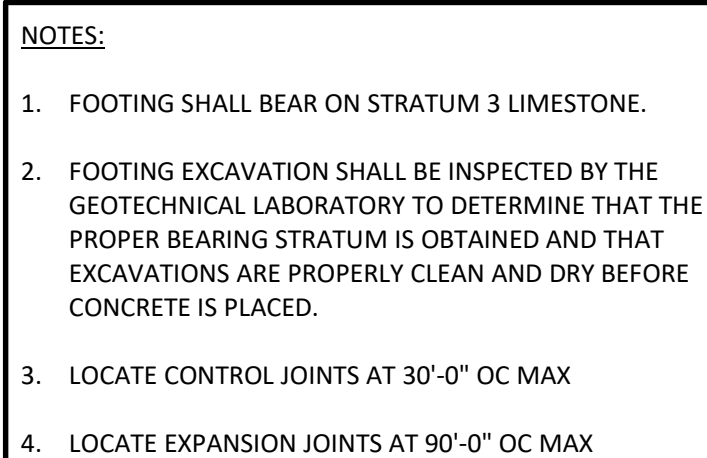 NOTES:
1. FOOTING SHALL BEAR ON STRATUM 3 LIMESTONE.
2. FOOTING EXCAVATION SHALL BE INSPECTED BY THE
GEOTECHNICAL LABORATORY TO DETERMINE THAT THE
PROPER BEARING STRATUM IS OBTAINED AND THAT
EXCAVATIONS ARE PROPERLY CLEAN AND DRY BEFORE
CONCRETE IS PLACED.
3. LOCATE CONTROL JOINTS AT 30'-0" OC MAX
4. LOCATE EXPANSION JOINTS AT 90'-0" OC MAX